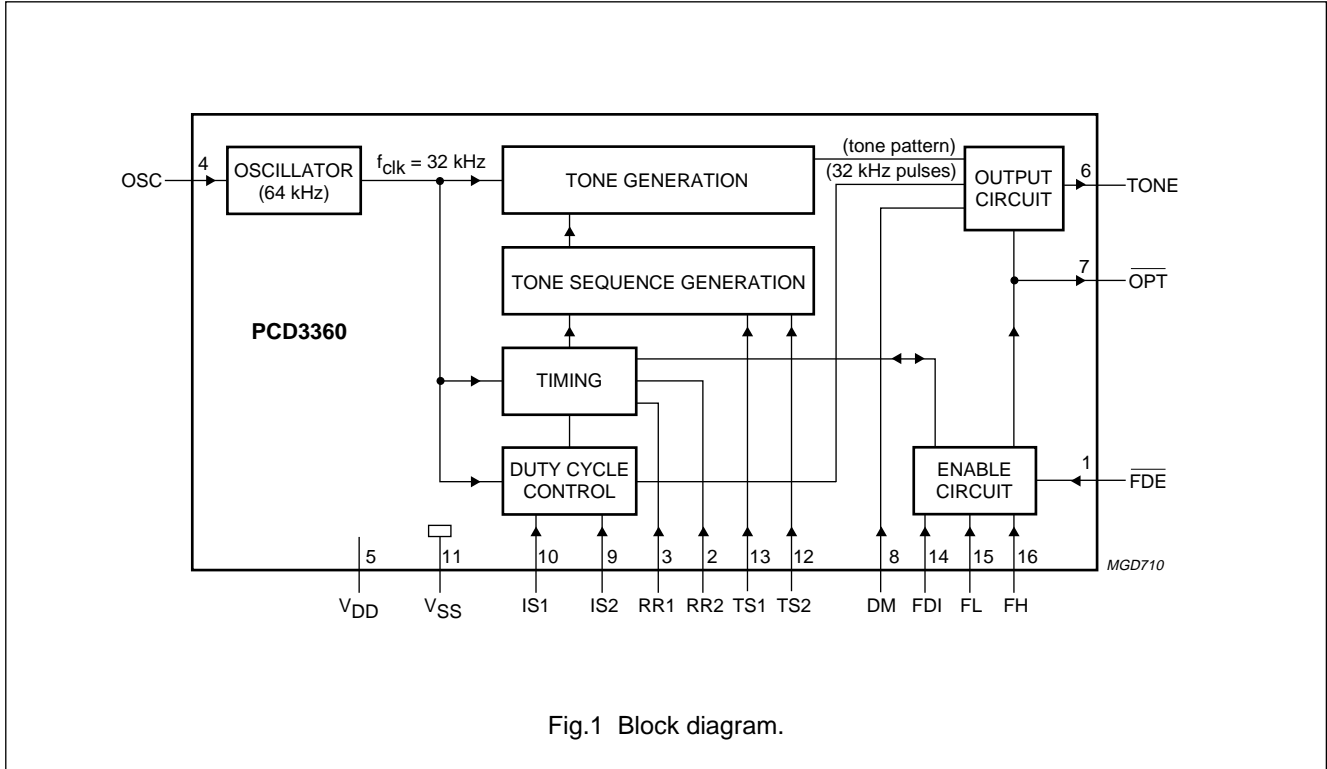 4
OSC
OSCILLATOR
(64 kHz)
fclk = 32 kHz
TONE GENERATION
(tone pattern)
(32 kHz pulses)
OUTPUT
CIRCUIT
6
TONE
7
OPT
TONE SEQUENCE GENERATION
PCD3360
TIMING
DUTY CYCLE
CONTROL
ENABLE
CIRCUIT
1
FDE
5
11
10
9
3
2
13
12
8
14
15
16
MGD710
VDD
VSS
IS1
IS2
RR1
RR2
TS1
TS2
DM
FDI
FL
FH
Fig.1 Block diagram.